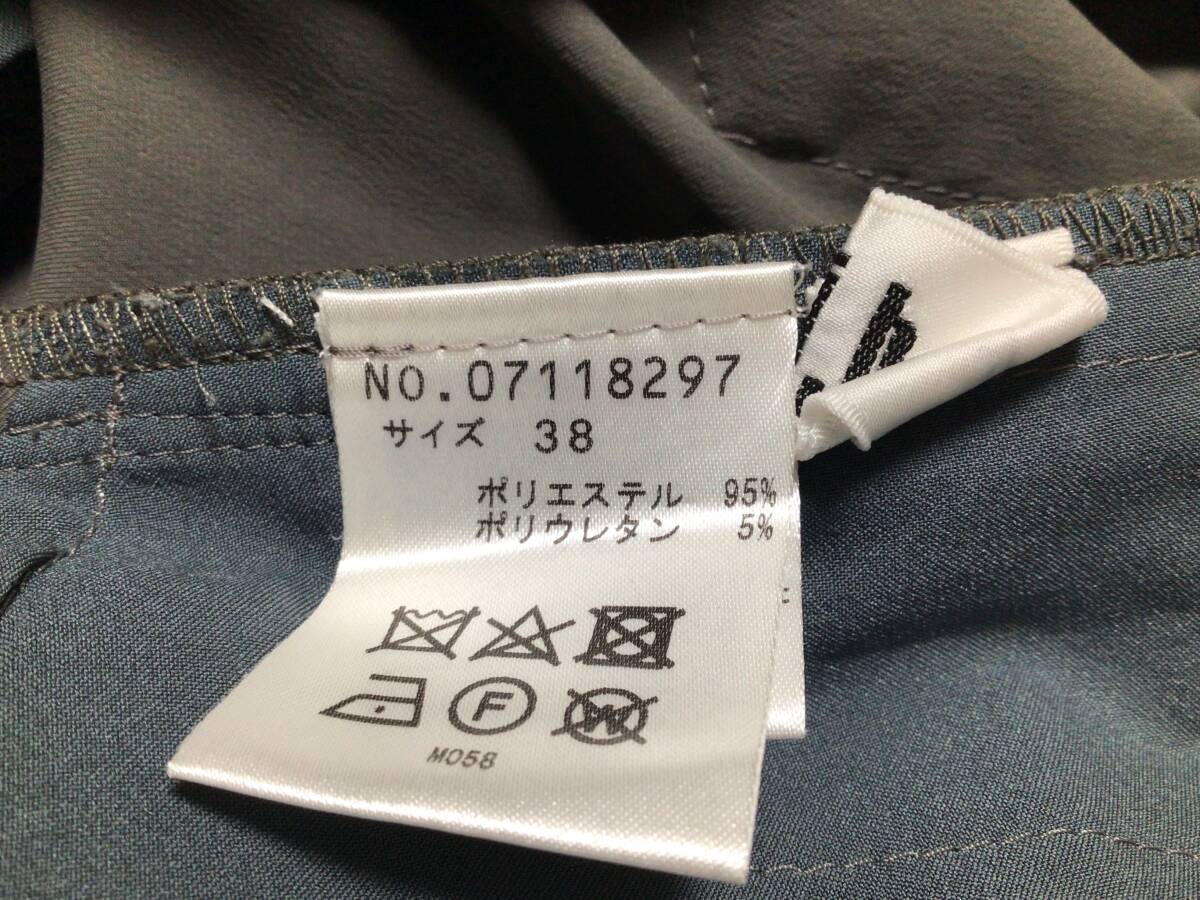 NO.07118297
サイズ 38
ポリエステル 95%
ポリウレタン 5%
F
W
M058